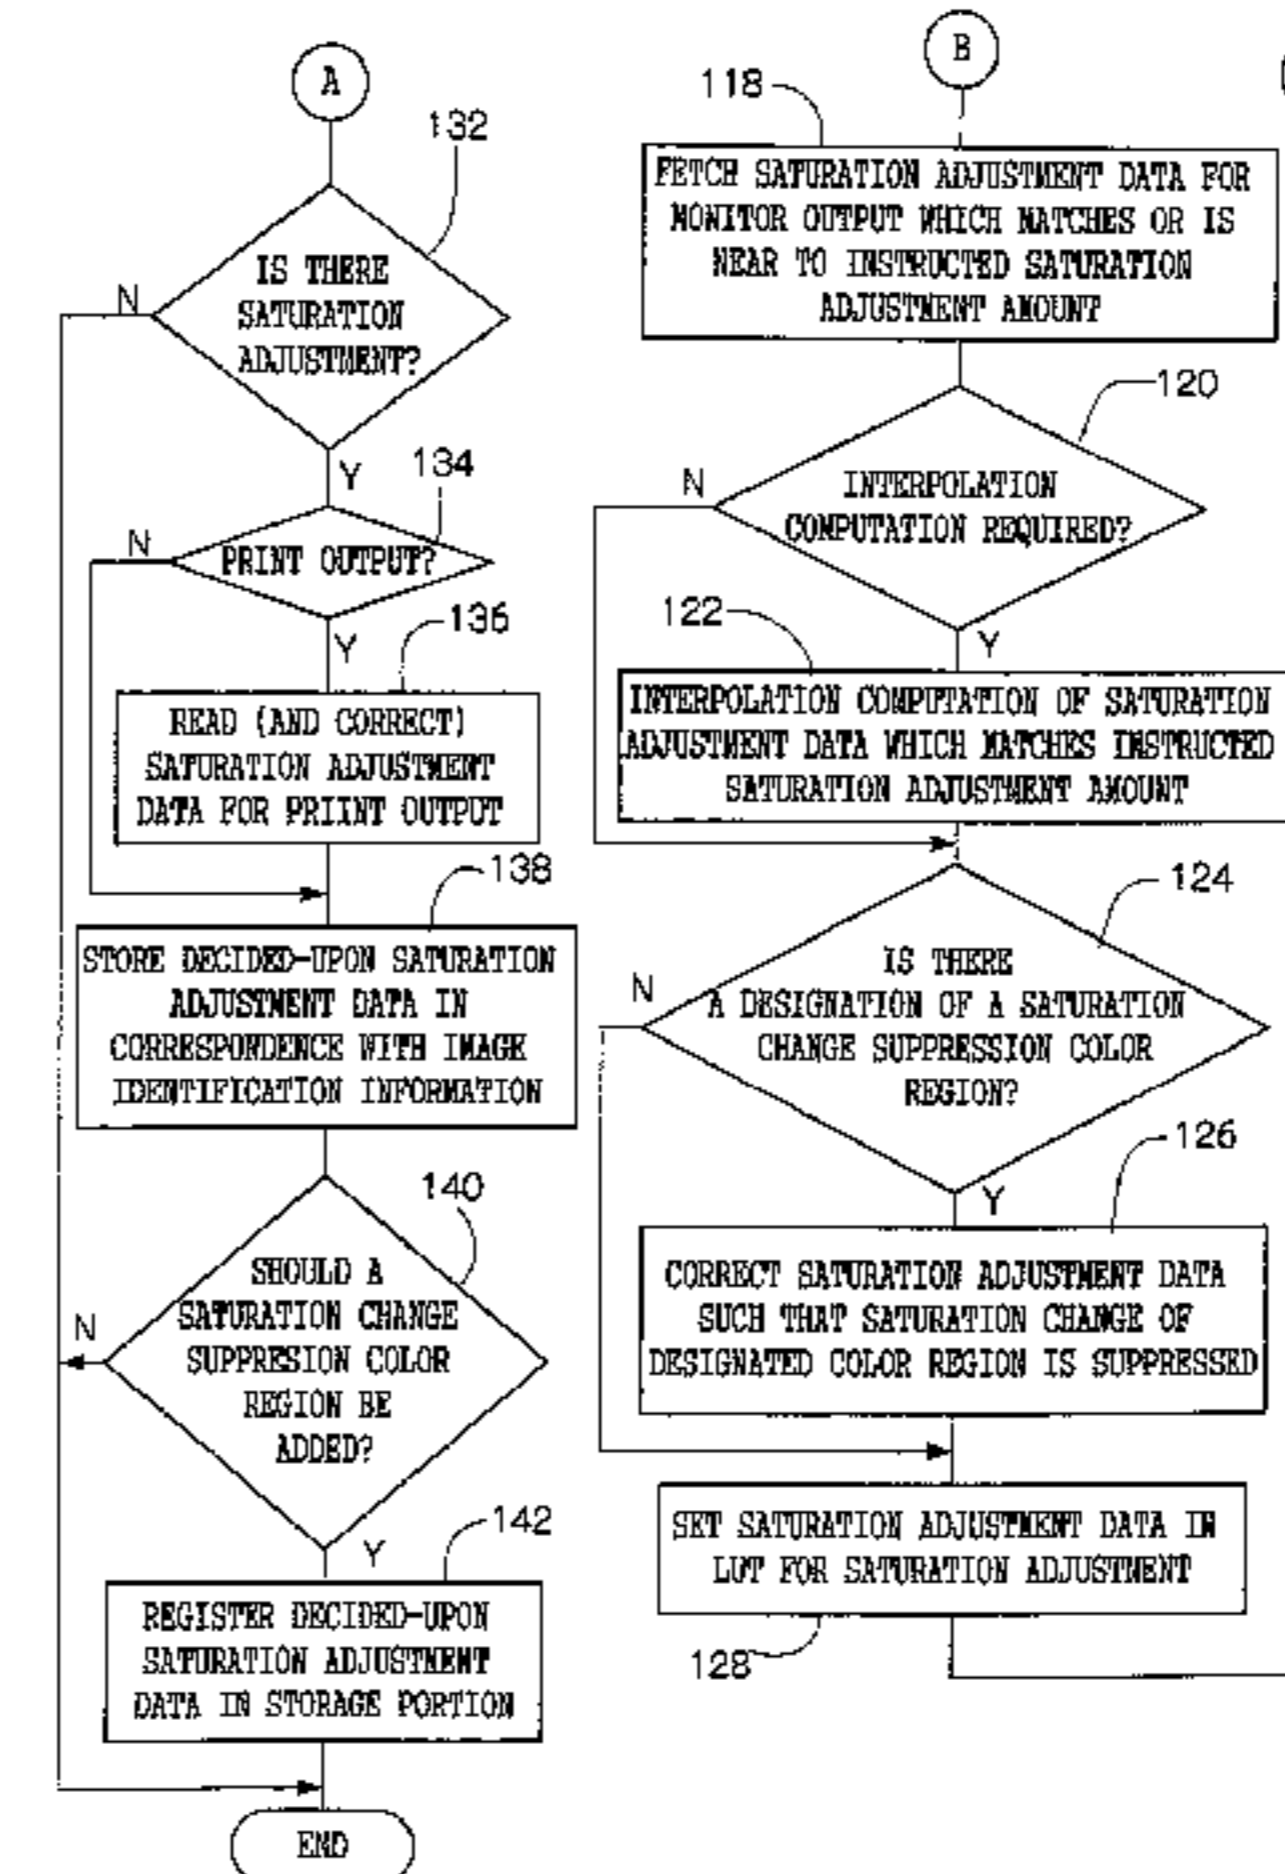 A
132
IS THERE
SATURATION
ADJUSTMENT?
N
Y
134
PRINT OUTPUT?
N
Y
136
READ (AND CORRECT)
SATURATION ADJUSTMENT
DATA FOR PRIINT OUTPUT
138
STORE DECIDED-UPON SATURATION
ADJUSTMENT DATA IN
CORRESPONDENCE WITH IMAGE
IDENTIFICATION INFORMATION
140
SHOULD A
SATURATION CHANGE
SUPPRESION COLOR
REGION BE
ADDED?
N
Y
142
REGISTER DECIDED-UPON
SATURATION ADJUSTMENT
DATA IN STORAGE PORTION
END
B
118
FETCH SATURATION ADJUSTMENT DATA FOR
MONITOR OUTPUT WHICH MATCHES OR IS
NEAR TO INSTRUCTED SATURATION
ADJUSTMENT AMOUNT
120
INTERPOLATION
COMPUTATION REQUIRED?
N
Y
122
INTERPOLATION COMPUTATION OF SATURATION
ADJUSTMENT DATA WHICH MATCHES INSTRUCTED
SATURATION ADJUSTMENT AMOUNT
124
IS THERE
A DESIGNATION OF A SATURATION
CHANGE SUPPRESSION COLOR
REGION?
N
Y
126
CORRECT SATURATION ADJUSTMENT DATA
SUCH THAT SATURATION CHANGE OF
DESIGNATED COLOR REGION IS SUPPRESSED
SET SATURATION ADJUSTMENT DATA IN
LUT FOR SATURATION ADJUSTMENT
128